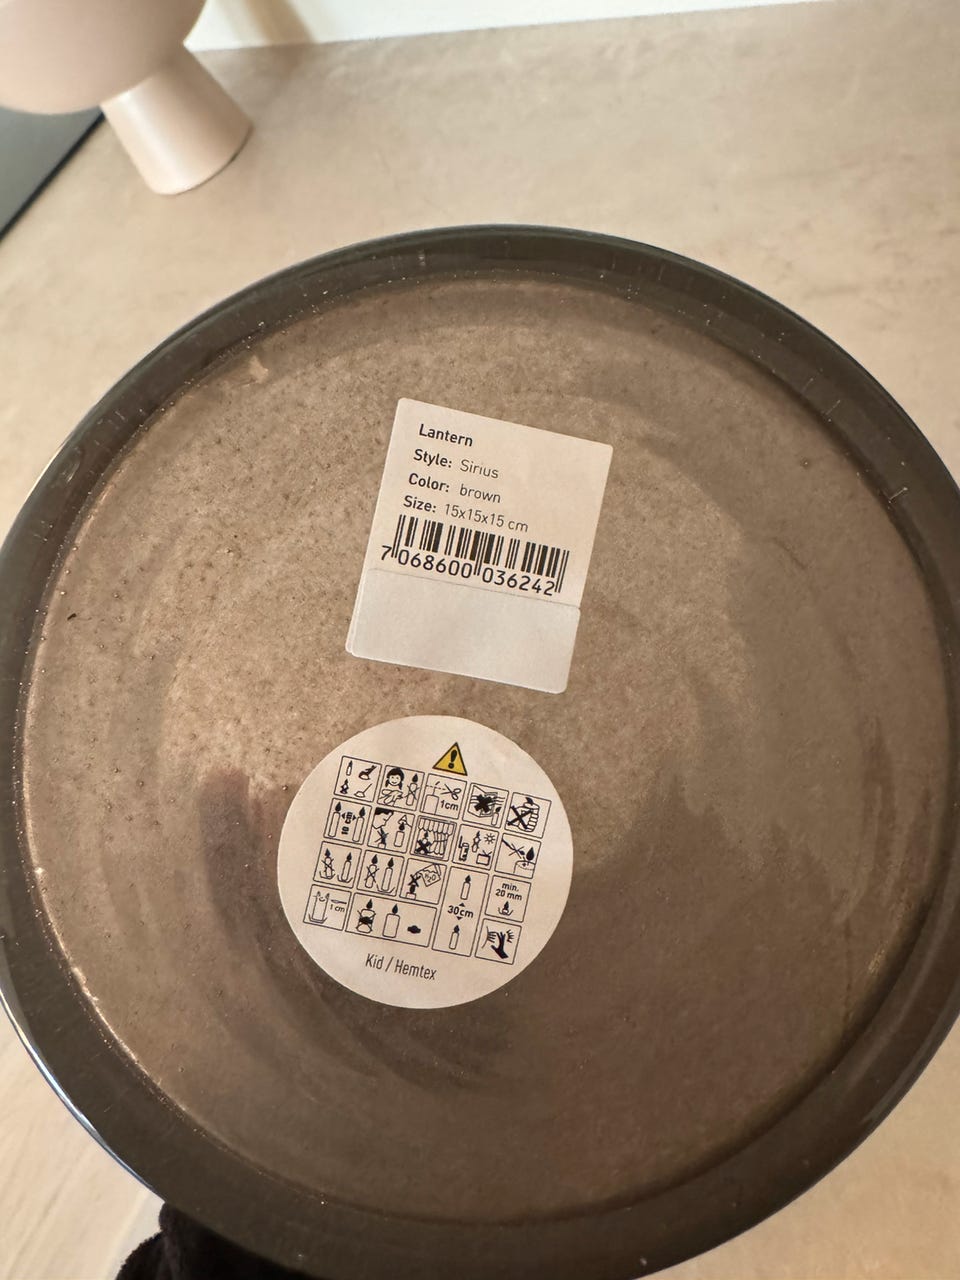 Lantern
Style: Sirius
Color: brown
Size: 15x15x15 cm
7 068600 036242
1cm
H2O
min.
20 mm
1 cm
30cm
Kid / Hemtex